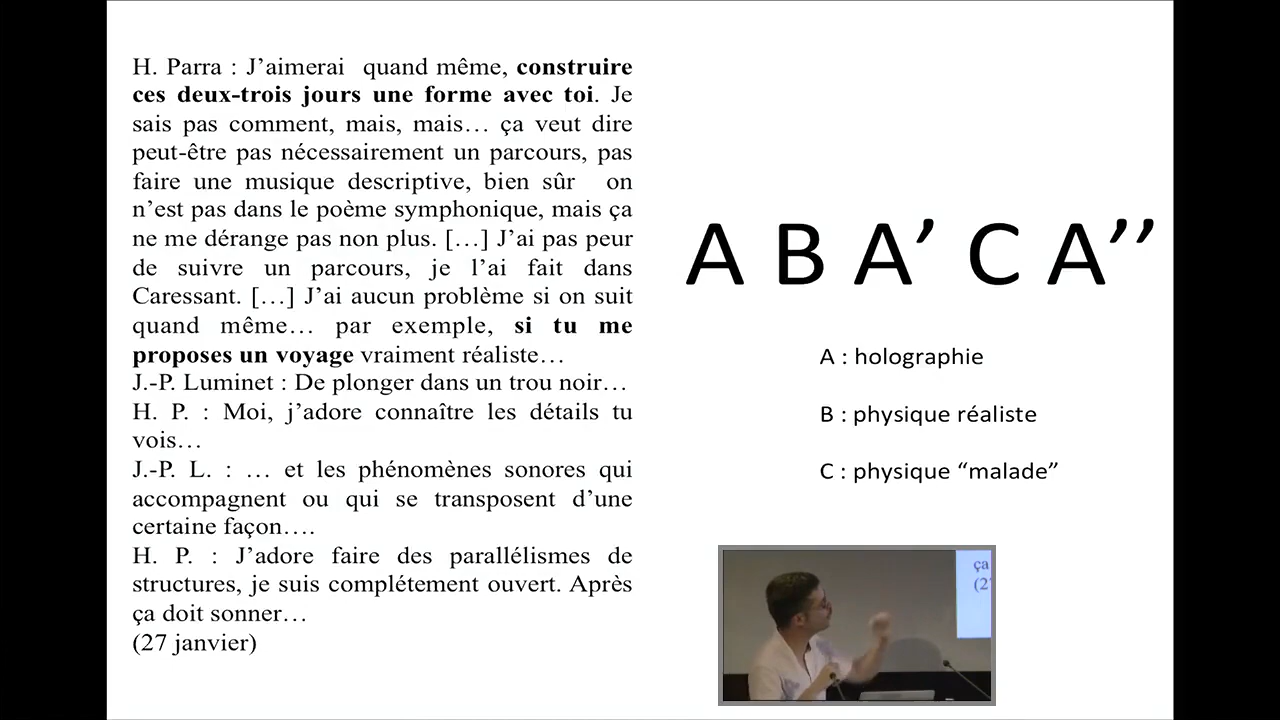 H. Parra : J’aimerai quand même, construire
ces deux-trois jours une forme avec toi. Je
sais pas comment, mais, mais… ça veut dire
peut-être pas nécessairement un parcours, pas
faire une musique descriptive, bien sûr on
n’est pas dans le poème symphonique, mais ça
ne me dérange pas non plus. […] J’ai pas peur
de suivre un parcours, je l’ai fait dans
Caressant. […] J’ai aucun problème si on suit
quand même… par exemple, si tu me
proposes un voyage vraiment réaliste…
J.-P. Luminet : De plonger dans un trou noir…
H. P. : Moi, j’adore connaître les détails tu
vois…
J.-P. L. : … et les phénomènes sonores qui
accompagnent ou qui se transposent d’une
certaine façon….
H. P. : J’adore faire des parallélismes de
structures, je suis complétement ouvert. Après
ça doit sonner…
(27 janvier)
A B A’ C A’’
A : holographie
B : physique réaliste
C : physique “malade”
ça
(2